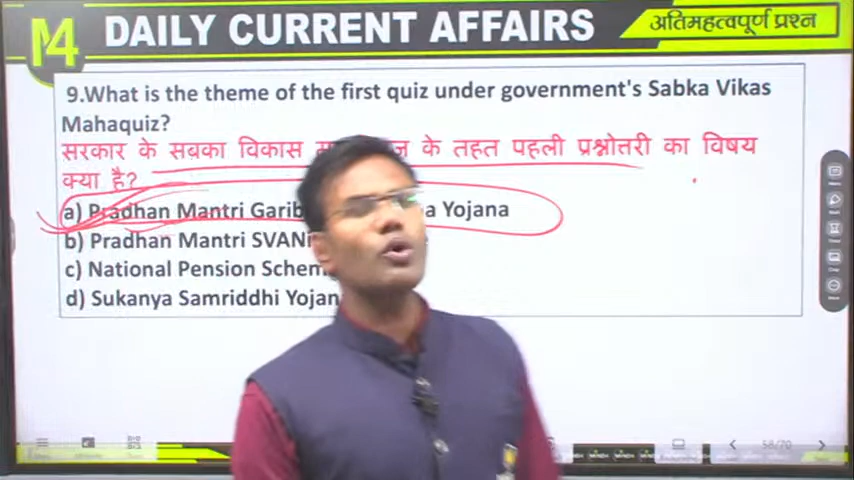 M4
DAILY CURRENT AFFAIRS
अतिमहत्वपूर्ण प्रश्न
9.What is the theme of the first quiz under government's Sabka Vikas
Mahaquiz?
सरकार के सबका विकास के तहत पहली प्रश्नोत्तरी का विषय
क्या है?
a) Pradhan Mantri Garib Yojana
b) Pradhan Mantri
c) National Pension Schem
d) Sukanya Samriddhi Yojan
58/70